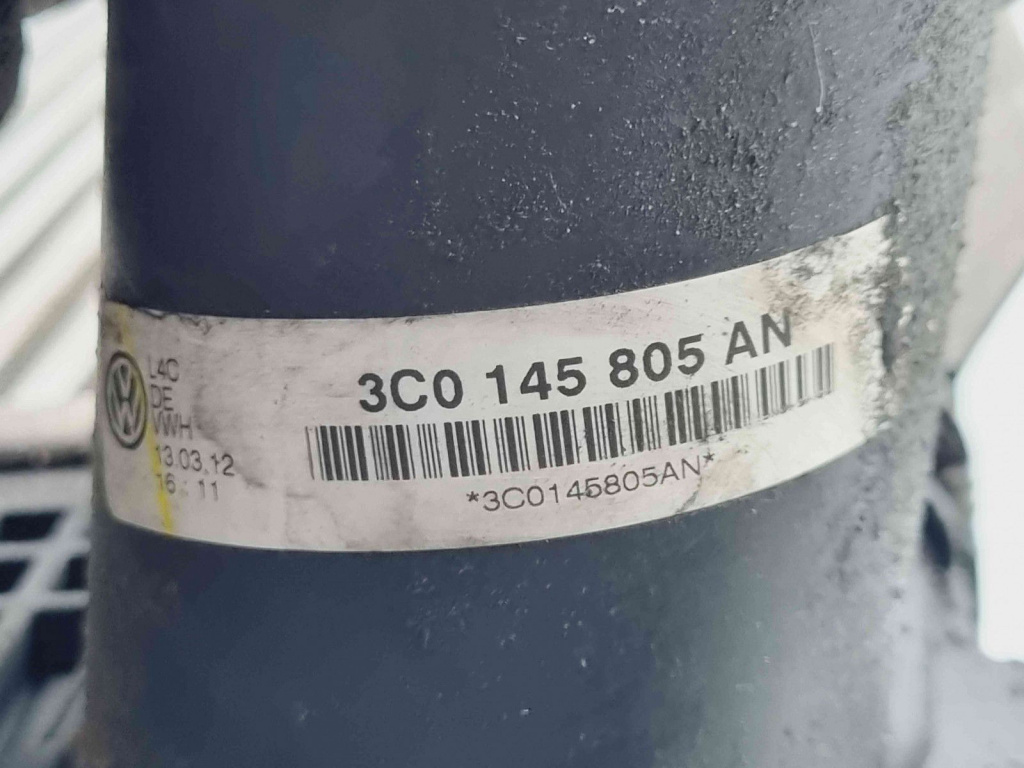 L4C
DE
VWH
13.03.12
16 11
3C0 145 805 AN
*3C0145805AN*